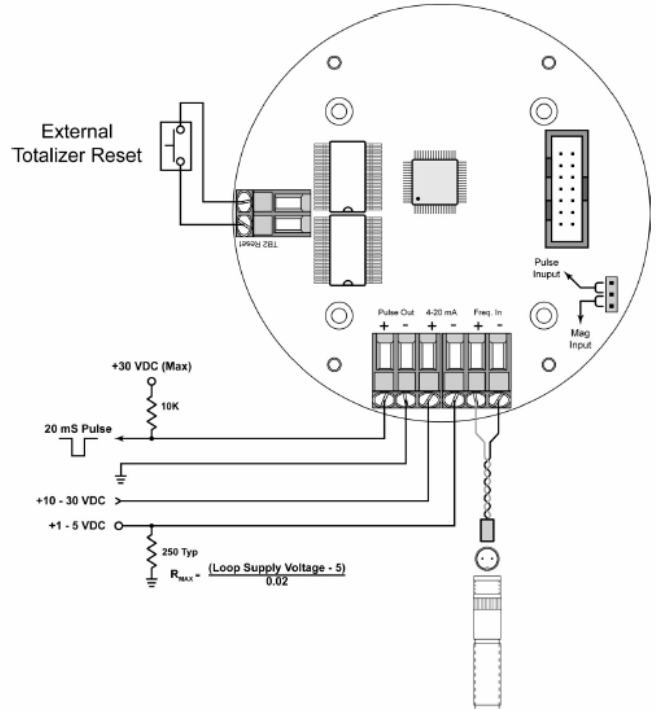 External
Totalizer Reset
TB2 Reset
Pulse
Inuput
Mag
Input
Pulse Out 4-20 mA Freq. In
+ - + - + -
+30 VDC (Max)
10K
20 mS Pulse
+10 - 30 VDC
+1 - 5 VDC
250 Typ
RMAX = (Loop Supply Voltage - 5)
0.02